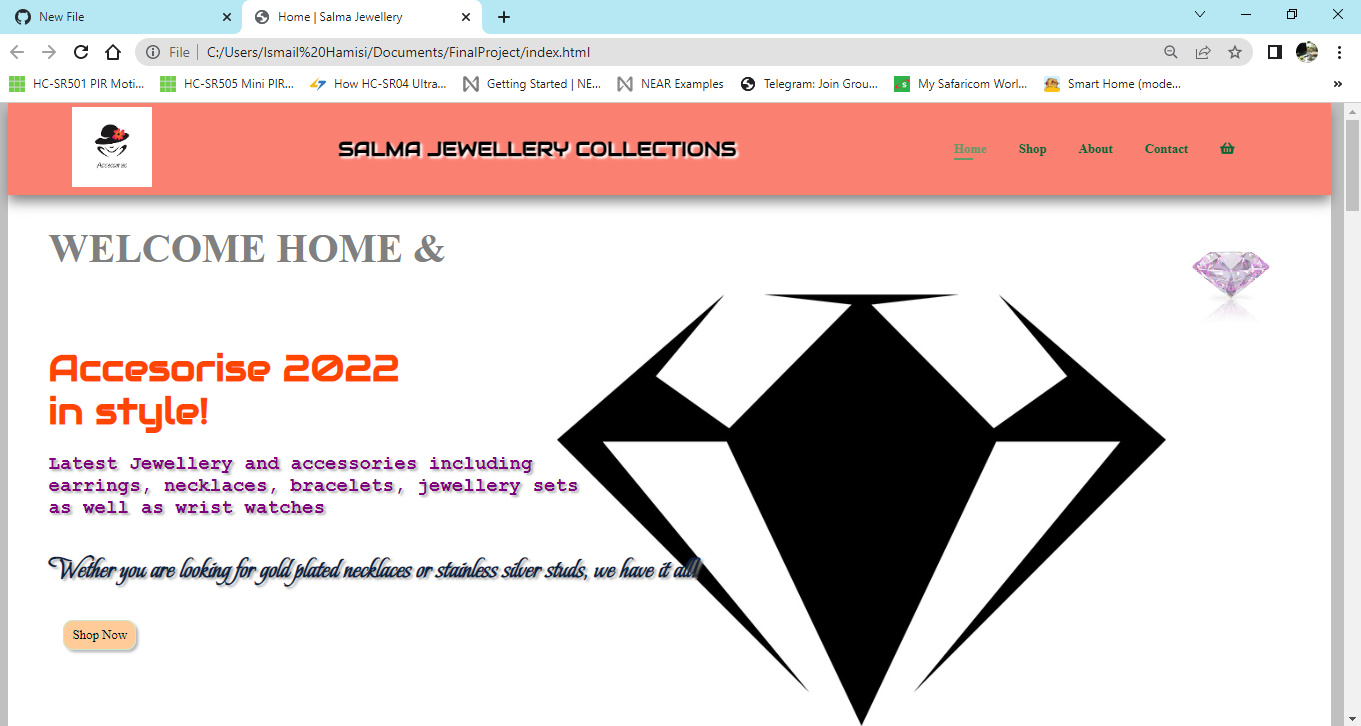 New File
Home | Salma Jewellery
File
C:/Users/Ismail%20Hamisi/Documents/FinalProject/index.html
HC-SR501 PIR Moti...
HC-SR505 Mini PIR...
How HC-SR04 Ultra...
Getting Started | NE...
NEAR Examples
Telegram: Join Grou...
My Safaricom Worl...
Smart Home (mode...
»
Accessories
SALMA JEWELLERY COLLECTIONS
Home
Shop
About
Contact
WELCOME HOME &
Accesorise 2022
in style!
Latest Jewellery and accessories including
earrings, necklaces, bracelets, jewellery sets
as well as wrist watches
Wether you are looking for gold plated necklaces or stainless silver studs, we have it all!
Shop Now